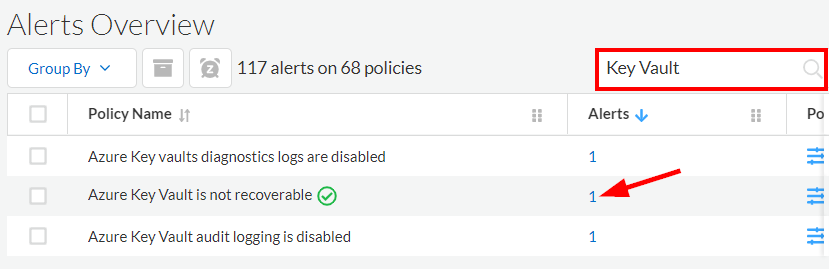 Alerts Overview
Group By 117 alerts on 68 policies Key Vault
Policy Name Alerts Po
Azure Key vaults diagnostics logs are disabled 1
Azure Key Vault is not recoverable 1
Azure Key Vault audit logging is disabled 1